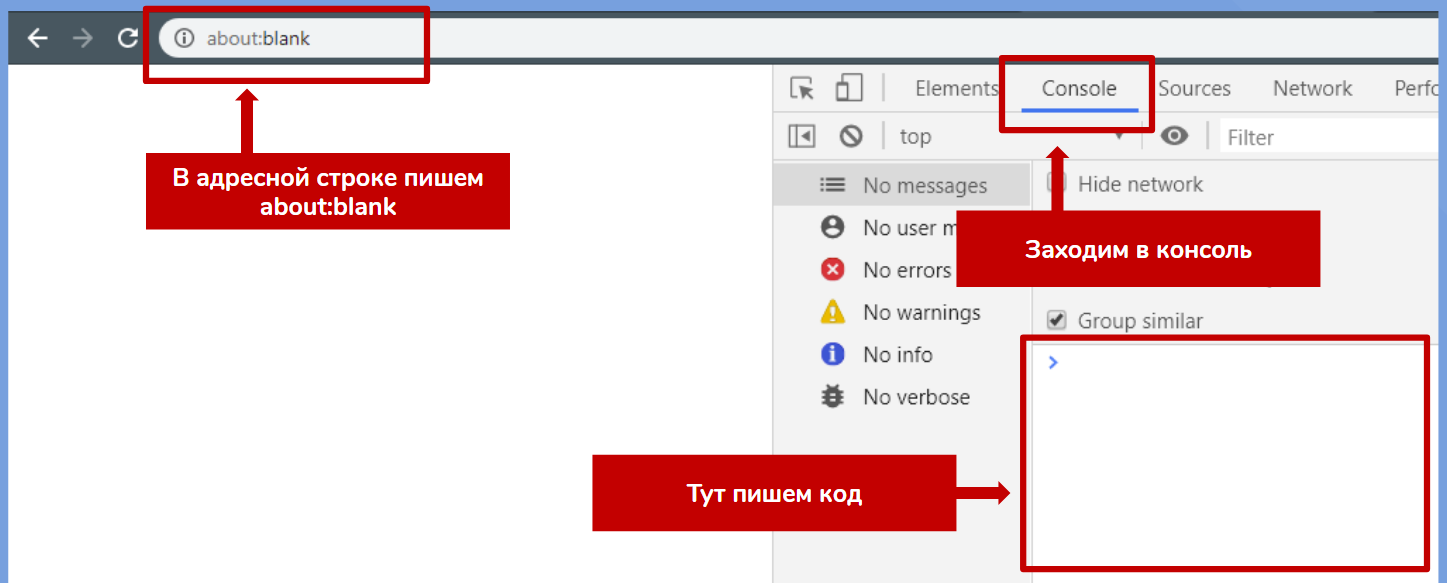 about:blank
Elements
Console
Sources
Network
top
Filter
В адресной строке пишем
about:blank
No messages
Hide network
No user
Заходим в консоль
No errors
No warnings
Group similar
No info
No verbose
Тут пишем код